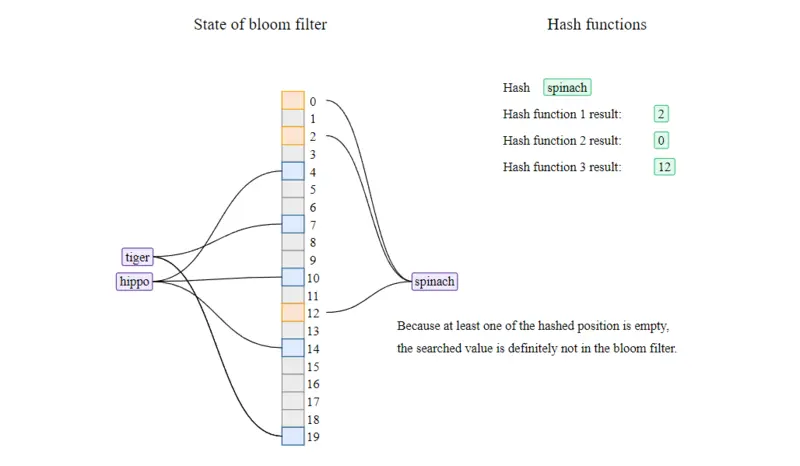 State of bloom filter
Hash functions
Hash spinach
Hash function 1 result: 2
Hash function 2 result: 0
Hash function 3 result: 12
0
1
2
3
4
5
6
7
8
9
10
11
12
13
14
15
16
17
18
19
tiger
hippo
spinach
Because at least one of the hashed position is empty,
the searched value is definitely not in the bloom filter.